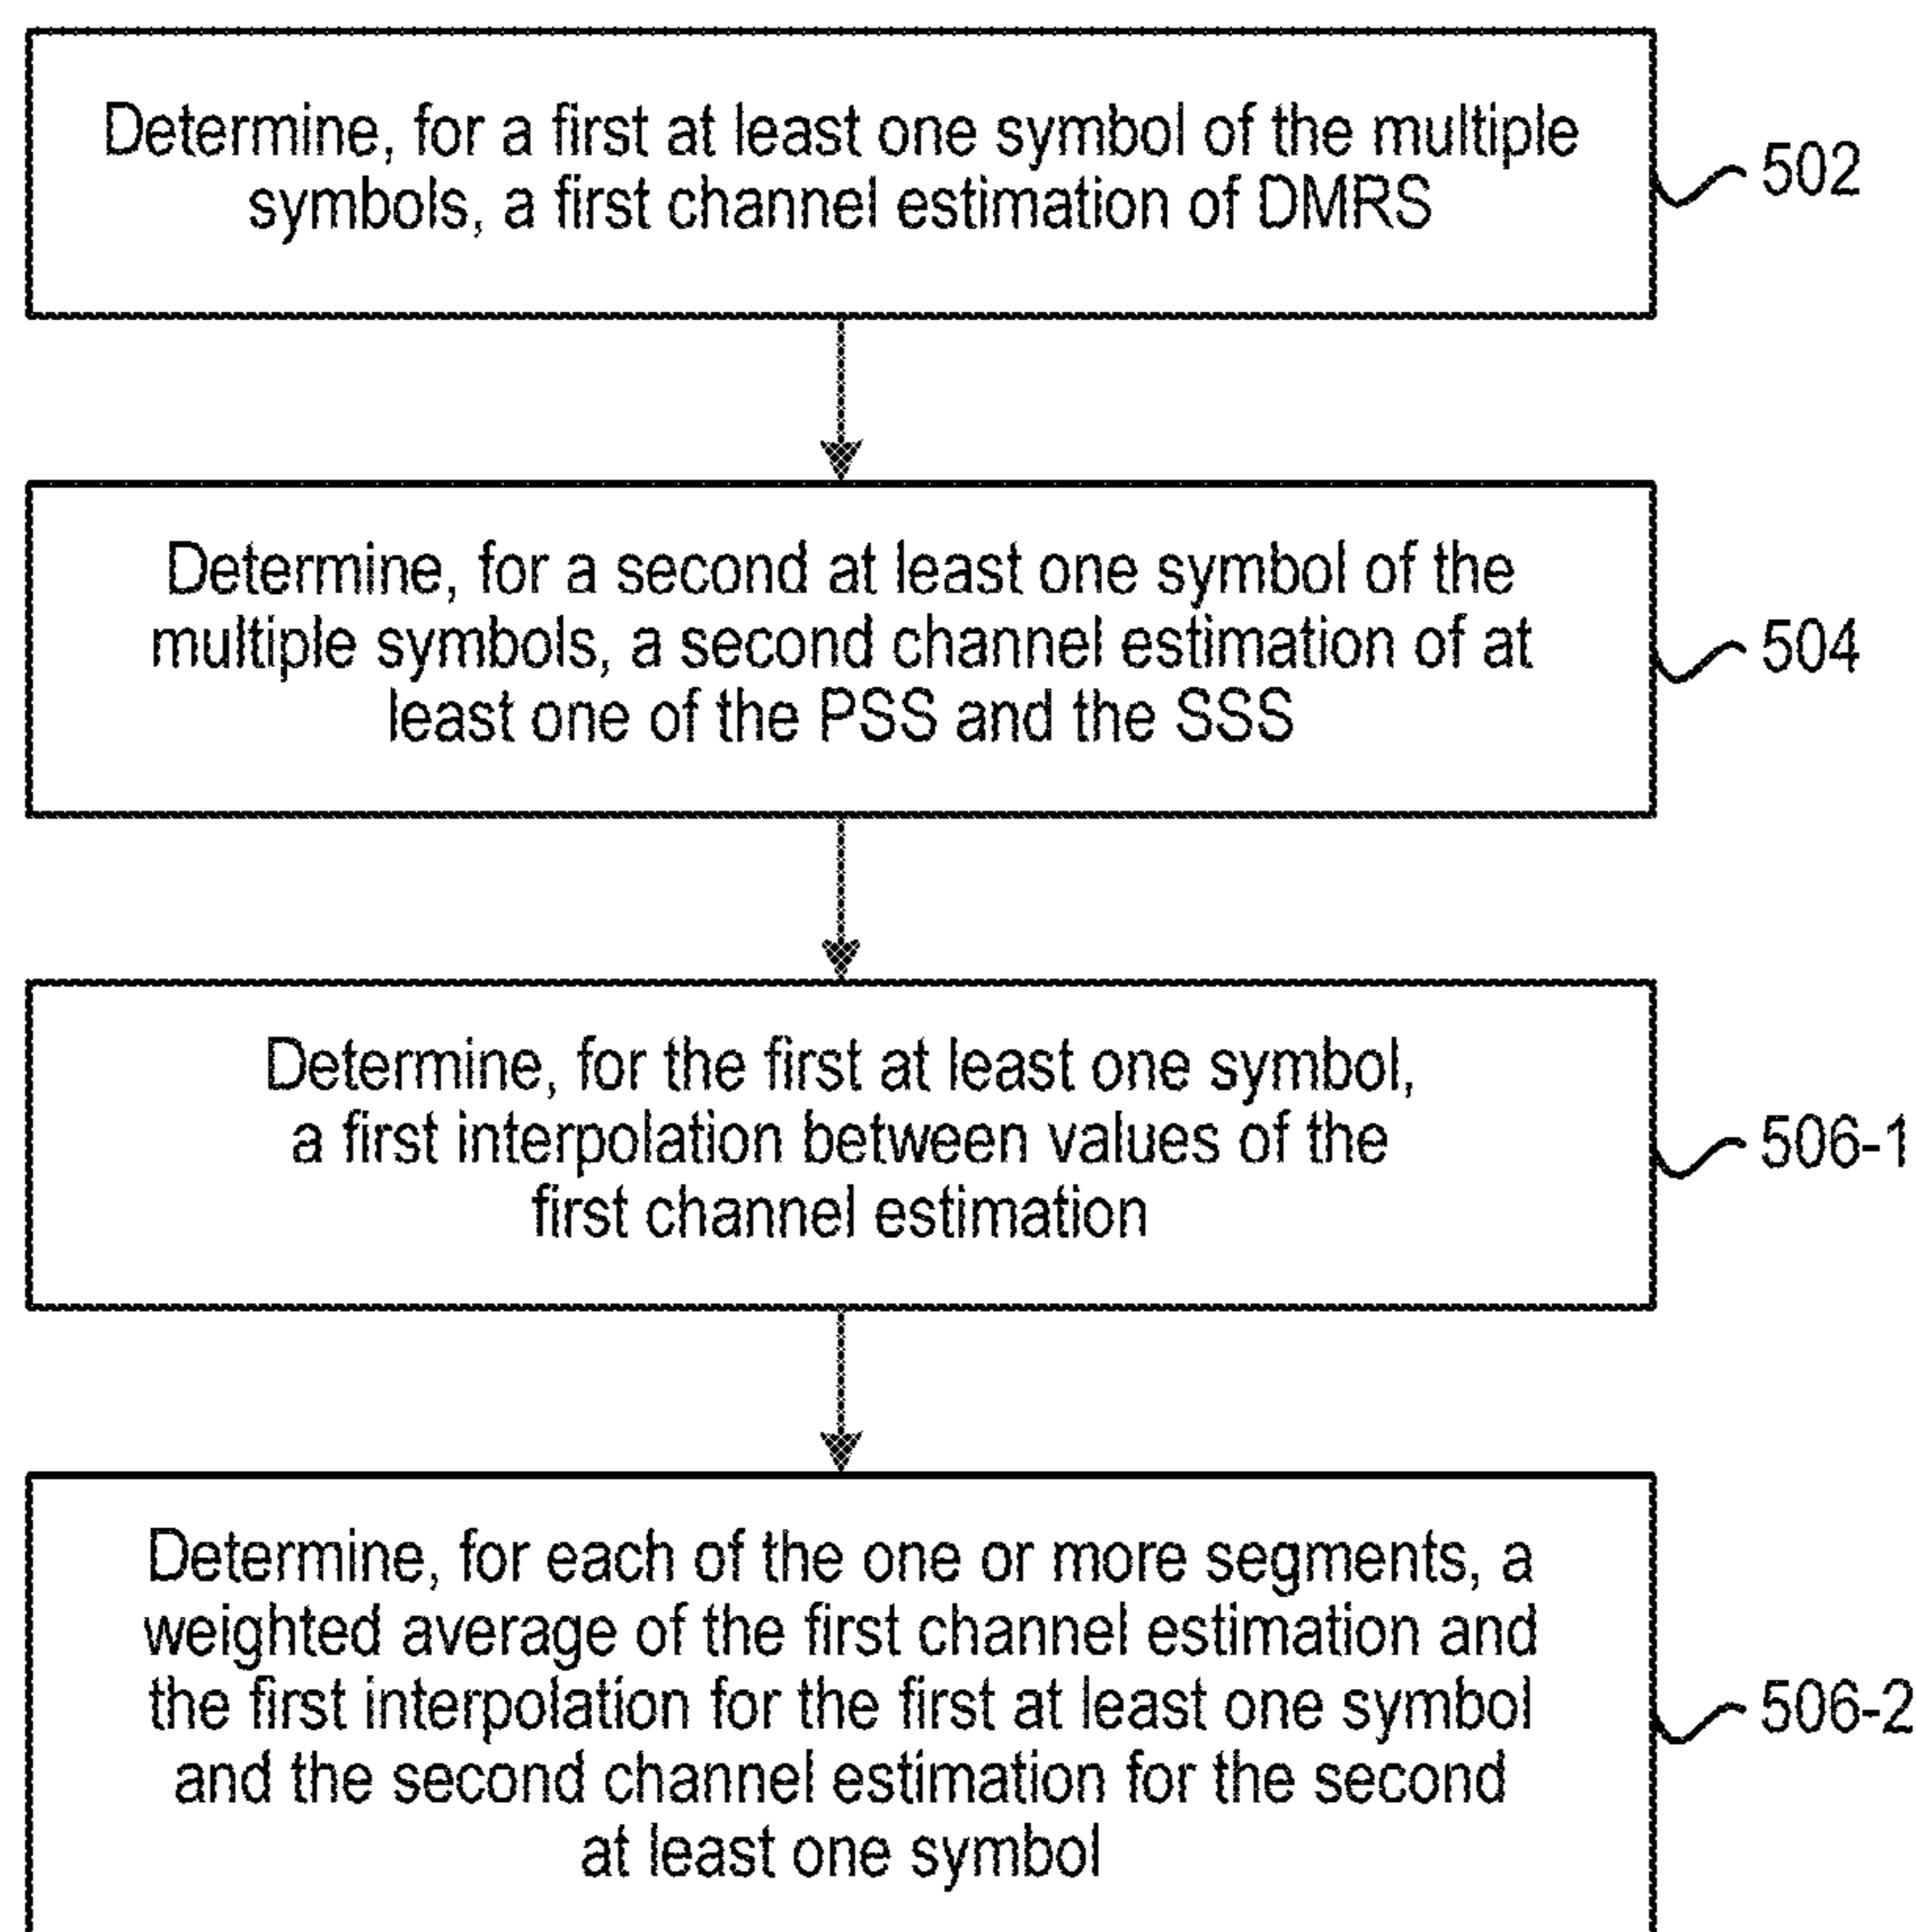 Determine, for a first at least one symbol of the multiple
symbols, a first channel estimation of DMRS
502
Determine, for a second at least one symbol of the
multiple symbols, a second channel estimation of at
least one of the PSS and the SSS
504
Determine, for the first at least one symbol,
a first interpolation between values of the
first channel estimation
506-1
Determine, for each of the one or more segments, a
weighted average of the first channel estimation and
the first interpolation for the first at least one symbol
and the second channel estimation for the second
at least one symbol
506-2